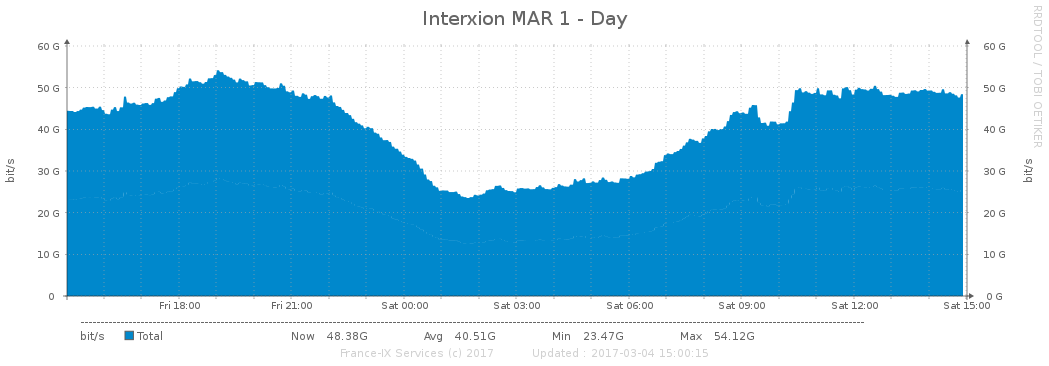 Interxion MAR 1 - Day
RRDTOOL / TOBI OETIKER
60 G 60 G
50 G 50 G
40 G 40 G
30 G 30 G
20 G 20 G
10 G 10 G
0 0 G
bit/s bit/s
Fri 18:00 Fri 21:00 Sat 00:00 Sat 03:00 Sat 06:00 Sat 09:00 Sat 12:00 Sat 15:00
bit/s Total Now 48.38G Avg 40.51G Min 23.47G Max 54.12G
France-IX Services (c) 2017 Updated : 2017-03-04 15:00:15